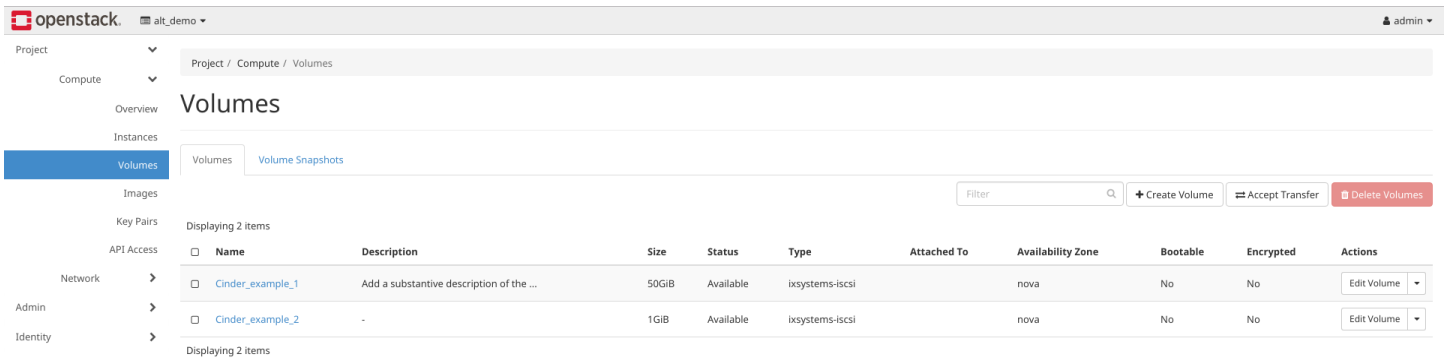 openstack. alt_demo admin
Project
Project / Compute / Volumes
Compute
Overview
Volumes
Instances
Volumes
Volumes Volume Snapshots
Images
Filter Create Volume Accept Transfer Delete Volumes
Key Pairs
Displaying 2 items
API Access
Name Description Size Status Type Attached To Availability Zone Bootable Encrypted Actions
Network
Cinder_example_1 Add a substantive description of the ... 50GiB Available ixsystems-iscsi nova No No Edit Volume
Admin
Cinder_example_2 - 1GiB Available ixsystems-iscsi nova No No Edit Volume
Identity
Displaying 2 items